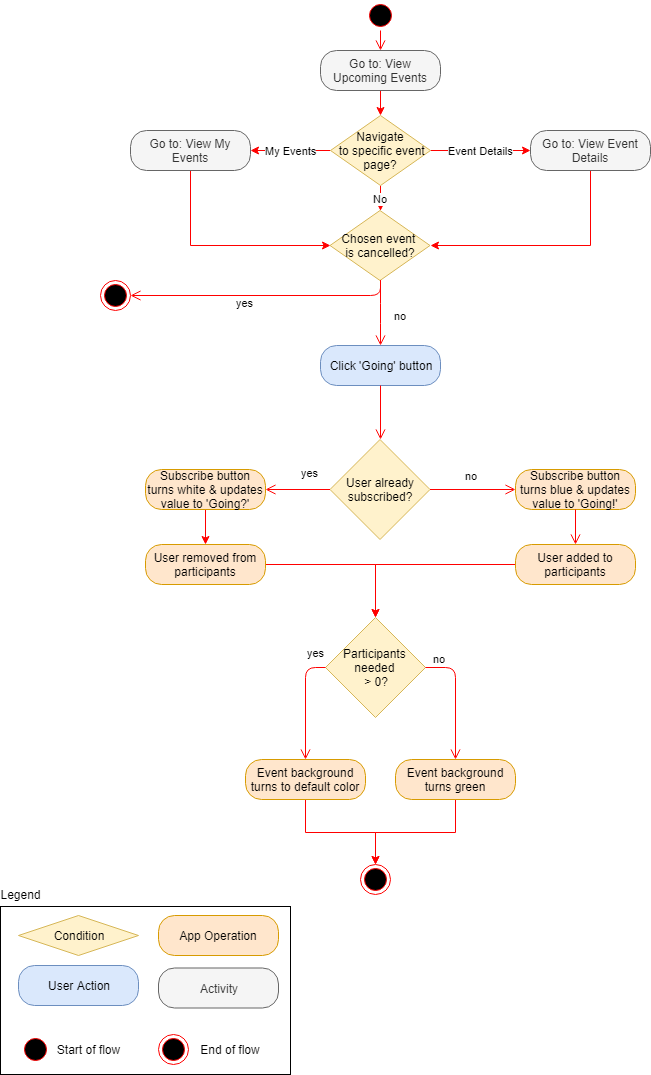 Go to: View
Upcoming Events
Navigate
to specific event
page?
Go to: View My
Events
My Events
Event Details
Go to: View Event
Details
No
Chosen event
is cancelled?
yes
no
Click 'Going' button
User already
subscribed?
yes
no
Subscribe button
turns white & updates
value to 'Going?'
Subscribe button
turns blue & updates
value to 'Going!'
User removed from
participants
User added to
participants
Participants
needed
> 0?
yes
no
Event background
turns to default color
Event background
turns green
Legend
Condition
App Operation
User Action
Activity
Start of flow
End of flow